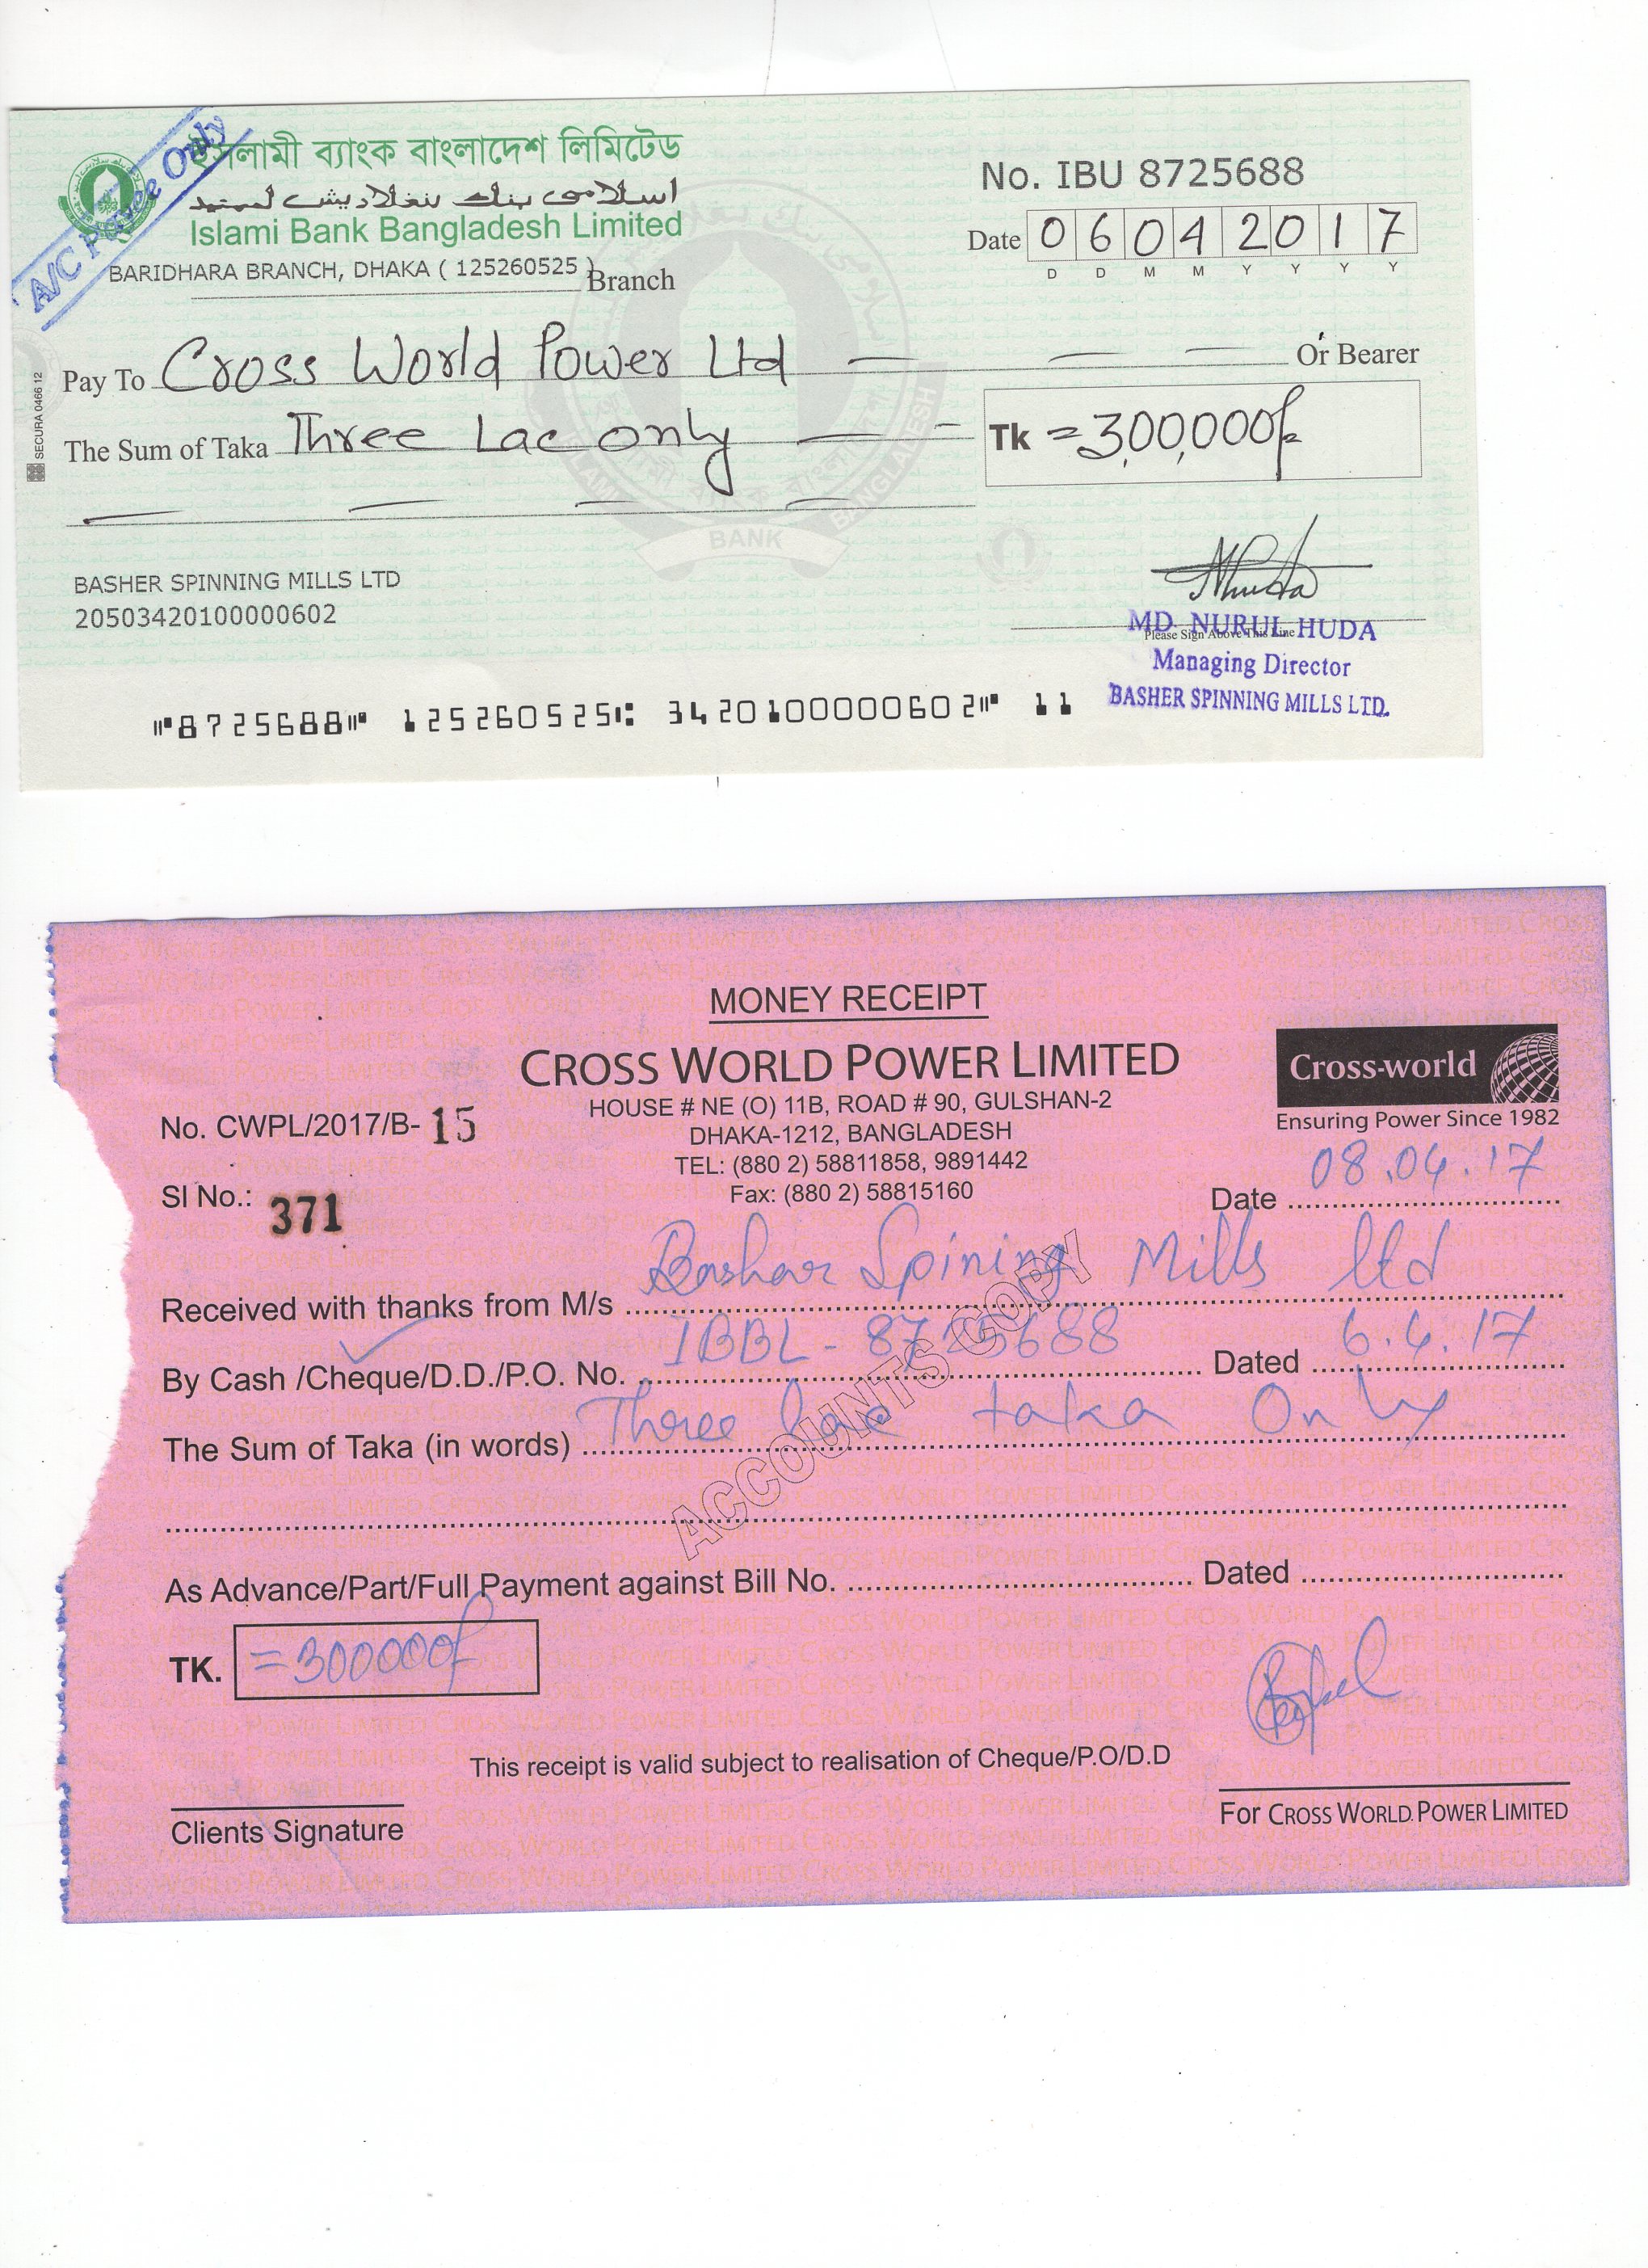 A/C Payee Only
ইসলামী ব্যাংক বাংলাদেশ লিমিটেড
اسلامی بنك بنغلاديش لميتيد
Islami Bank Bangladesh Limited
BARIDHARA BRANCH, DHAKA ( 125260525 ) Branch
No. IBU 8725688
Date 06042017
D D M M Y Y Y Y
Pay To Cross World Power Ltd Or Bearer
The Sum of Taka Three Lac only
Tk =3,00,000/=
SECURA 0466 12
BANK
BASHER SPINNING MILLS LTD
20503420100000602
Please Sign Above This Line
MD. NURUL HUDA
Managing Director
BASHER SPINNING MILLS LTD.
⑈8725688⑈ 125260525⑆ 3420100000602⑈ 11
MONEY RECEIPT
CROSS WORLD POWER LIMITED
HOUSE # NE (O) 11B, ROAD # 90, GULSHAN-2
DHAKA-1212, BANGLADESH
TEL: (880 2) 58811858, 9891442
Fax: (880 2) 58815160
Cross-world
Ensuring Power Since 1982
No. CWPL/2017/B- 15
Sl No.: 371
Date 08.04.17
Received with thanks from M/s Bashar Spining Mills ltd
By Cash /Cheque/D.D./P.O. No. IBBL - 8725688 Dated 6.4.17
The Sum of Taka (in words) Three lac taka Only
ACCOUNTS COPY
As Advance/Part/Full Payment against Bill No. Dated
TK. =300000/
This receipt is valid subject to realisation of Cheque/P.O/D.D
Clients Signature
For CROSS WORLD POWER LIMITED